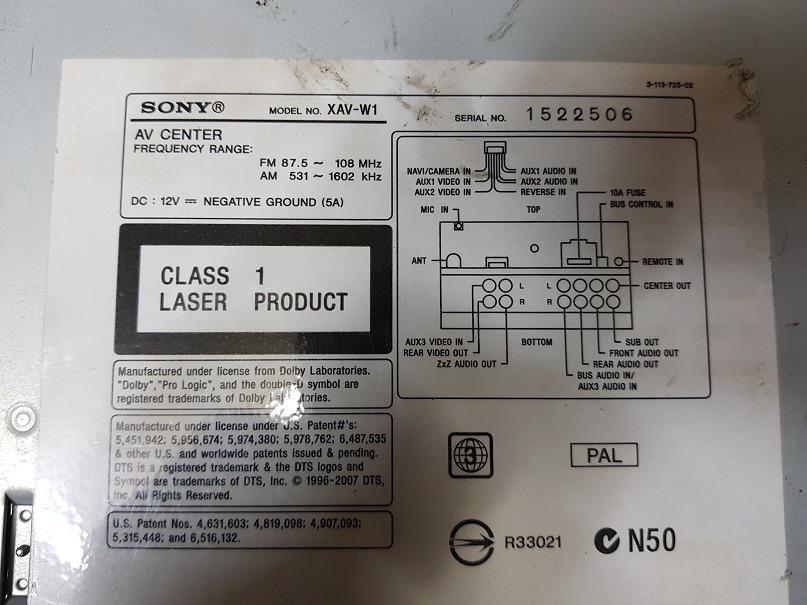 3-113-725-02
SONY® MODEL NO. XAV-W1 SERIAL NO. 1522506
AV CENTER
FREQUENCY RANGE:
FM 87.5 ~ 108 MHz
AM 531 ~ 1602 kHz
DC : 12V ⎓ NEGATIVE GROUND (5A)
CLASS 1
LASER PRODUCT
Manufactured under license from Dolby Laboratories.
"Dolby","Pro Logic", and the double-D symbol are
registered trademarks of Dolby Laboratories.
Manufactured under license under U.S. Patent#'s:
5,451,942; 5,956,674; 5,974,380; 5,978,762; 6,487,535
& other U.S. and worldwide patents issued & pending.
DTS is a registered trademark & the DTS logos and
Symbol are trademarks of DTS, Inc. © 1996-2007 DTS,
Inc. All Rights Reserved.
U.S. Patent Nos. 4,631,603; 4,819,098; 4,907,093;
5,315,448; and 6,516,132.
NAVI/CAMERA IN AUX1 AUDIO IN
AUX1 VIDEO IN AUX2 AUDIO IN
AUX2 VIDEO IN REVERSE IN
10A FUSE
BUS CONTROL IN
MIC IN TOP
ANT REMOTE IN
L L CENTER OUT
R R
AUX3 VIDEO IN BOTTOM SUB OUT
REAR VIDEO OUT FRONT AUDIO OUT
ZxZ AUDIO OUT REAR AUDIO OUT
BUS AUDIO IN/
AUX3 AUDIO IN
3 PAL
R33021 N50